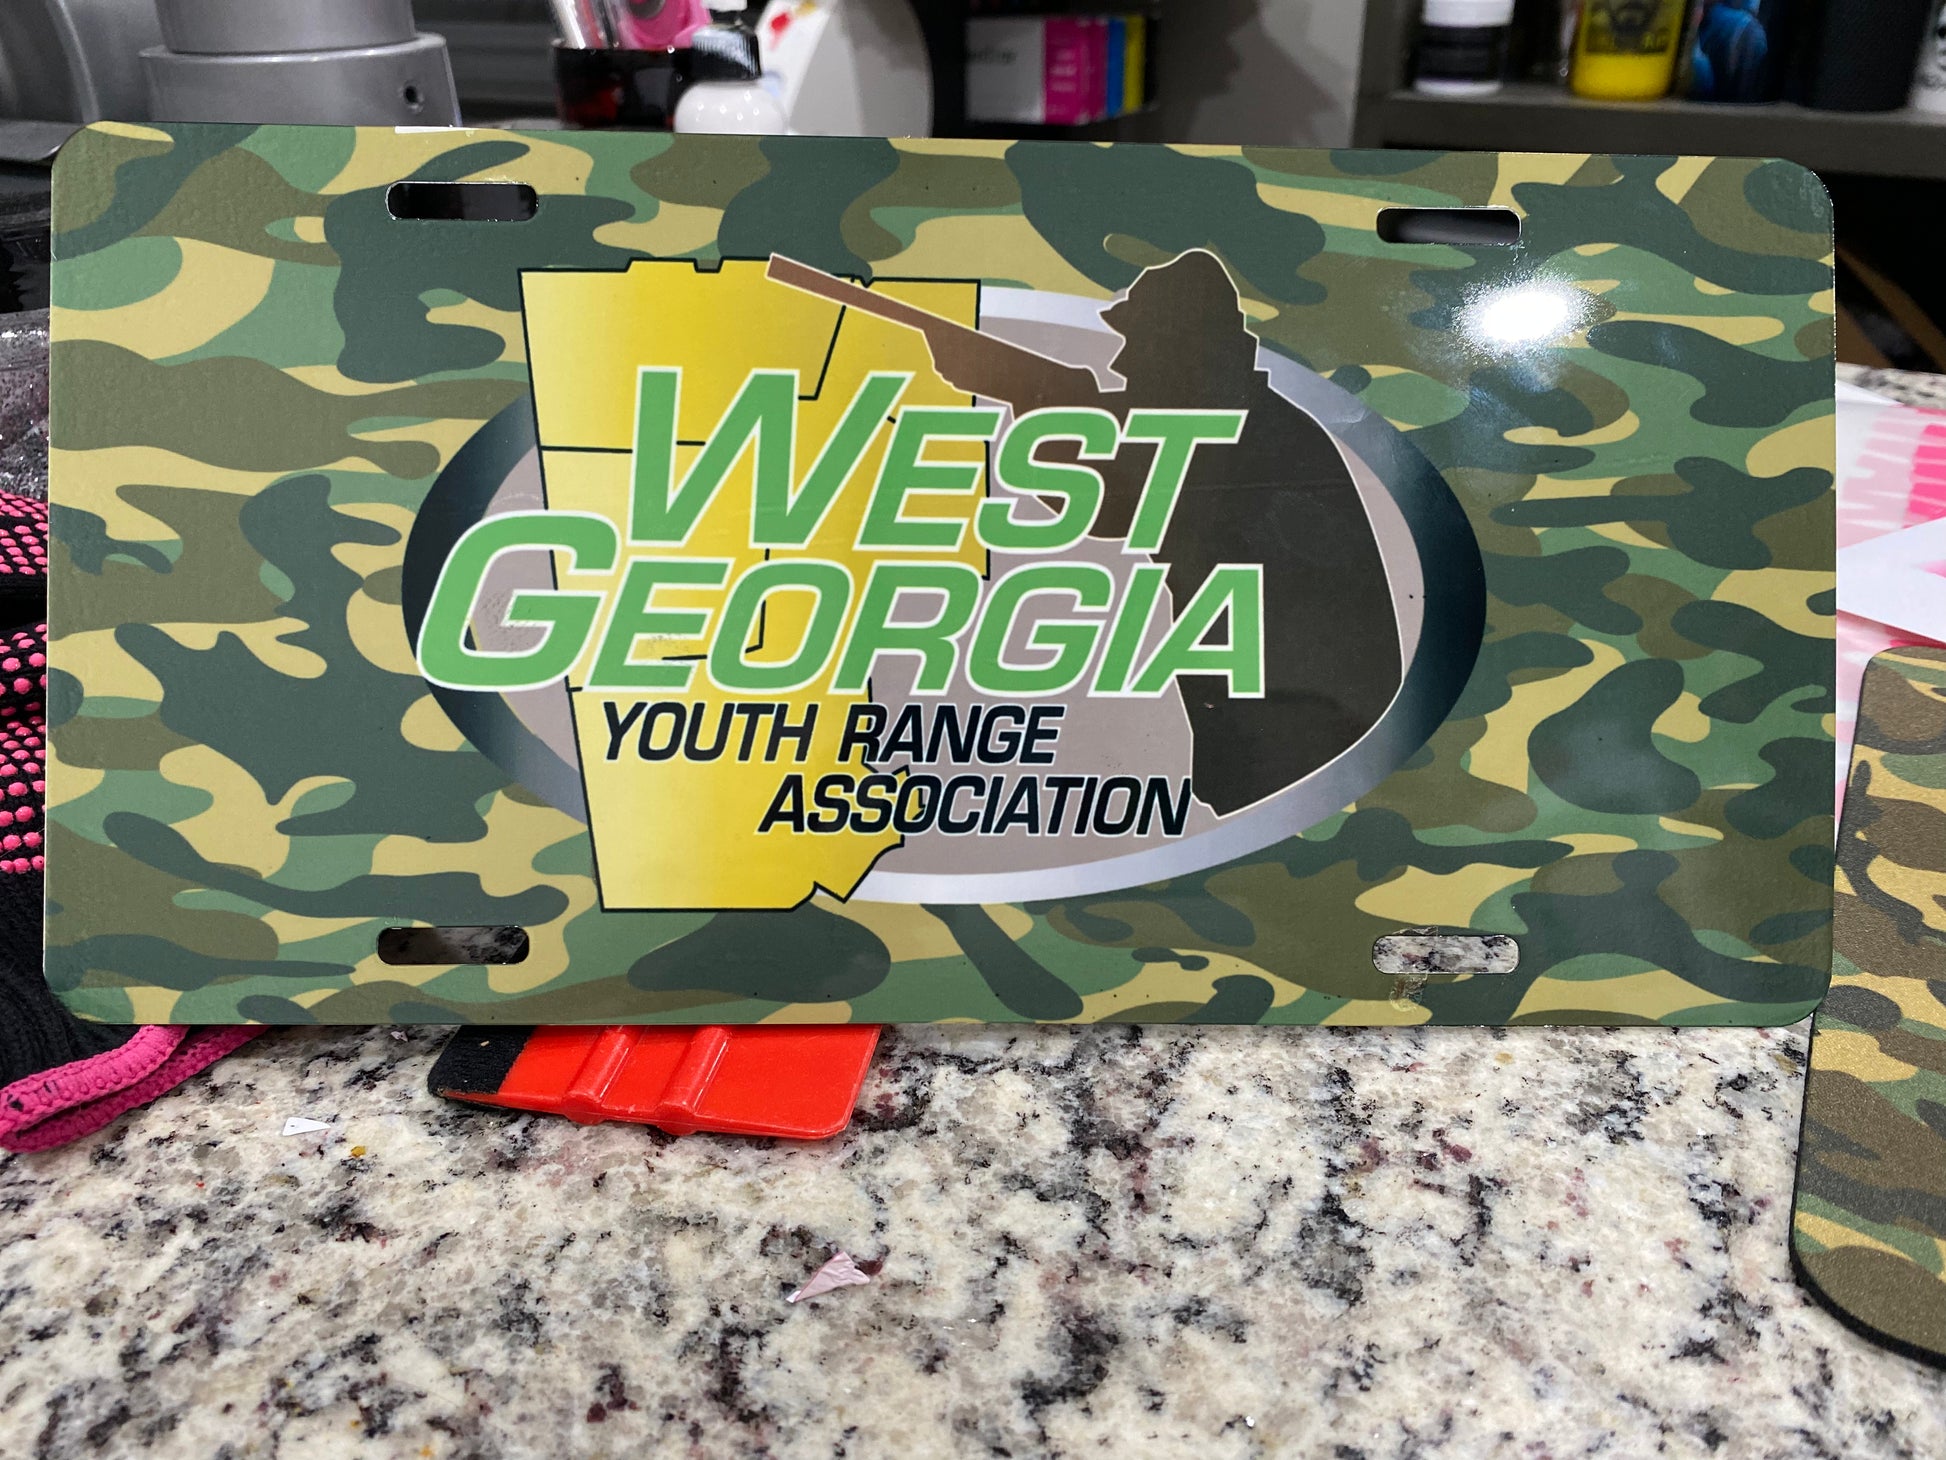 WEST
GEORGIA
YOUTH RANGE
ASSOCIATION